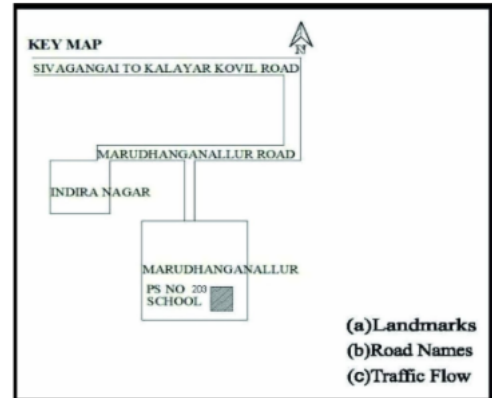 N
KEY MAP
SIVAGANGAI TO KALAYAR KOVIL ROAD
MARUDHANGANALLUR ROAD
INDIRA NAGAR
MARUDHANGANALLUR
PS NO 203
SCHOOL
(a)Landmarks
(b)Road Names
(c)Traffic Flow